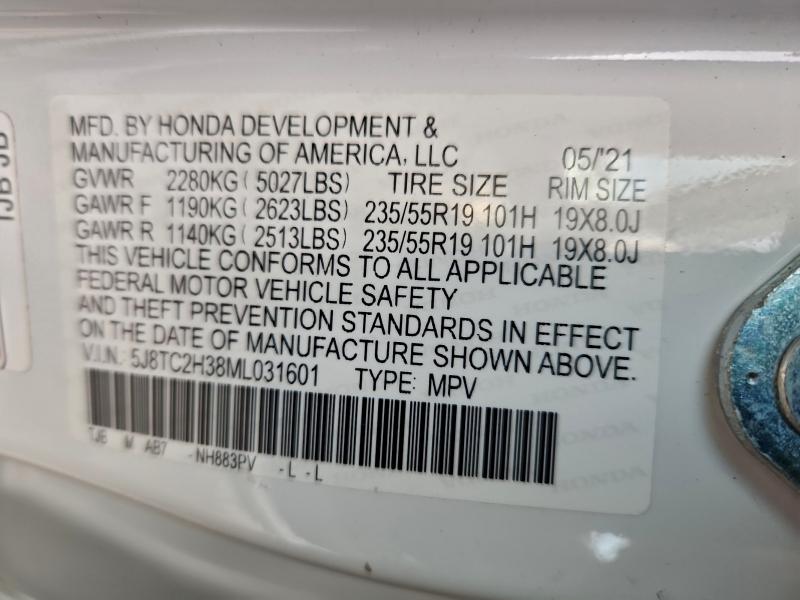 MFD. BY HONDA DEVELOPMENT &
MANUFACTURING OF AMERICA, LLC 05/'21
GVWR 2280KG ( 5027LBS) TIRE SIZE RIM SIZE
GAWR F 1190KG ( 2623LBS) 235/55R19 101H 19X8.0J
GAWR R 1140KG ( 2513LBS) 235/55R19 101H 19X8.0J
THIS VEHICLE CONFORMS TO ALL APPLICABLE
FEDERAL MOTOR VEHICLE SAFETY
AND THEFT PREVENTION STANDARDS IN EFFECT
ON THE DATE OF MANUFACTURE SHOWN ABOVE.
V.I.N. 5J8TC2H38ML031601 TYPE: MPV
TJB M AB7 -NH883PV -L -L
HONDA